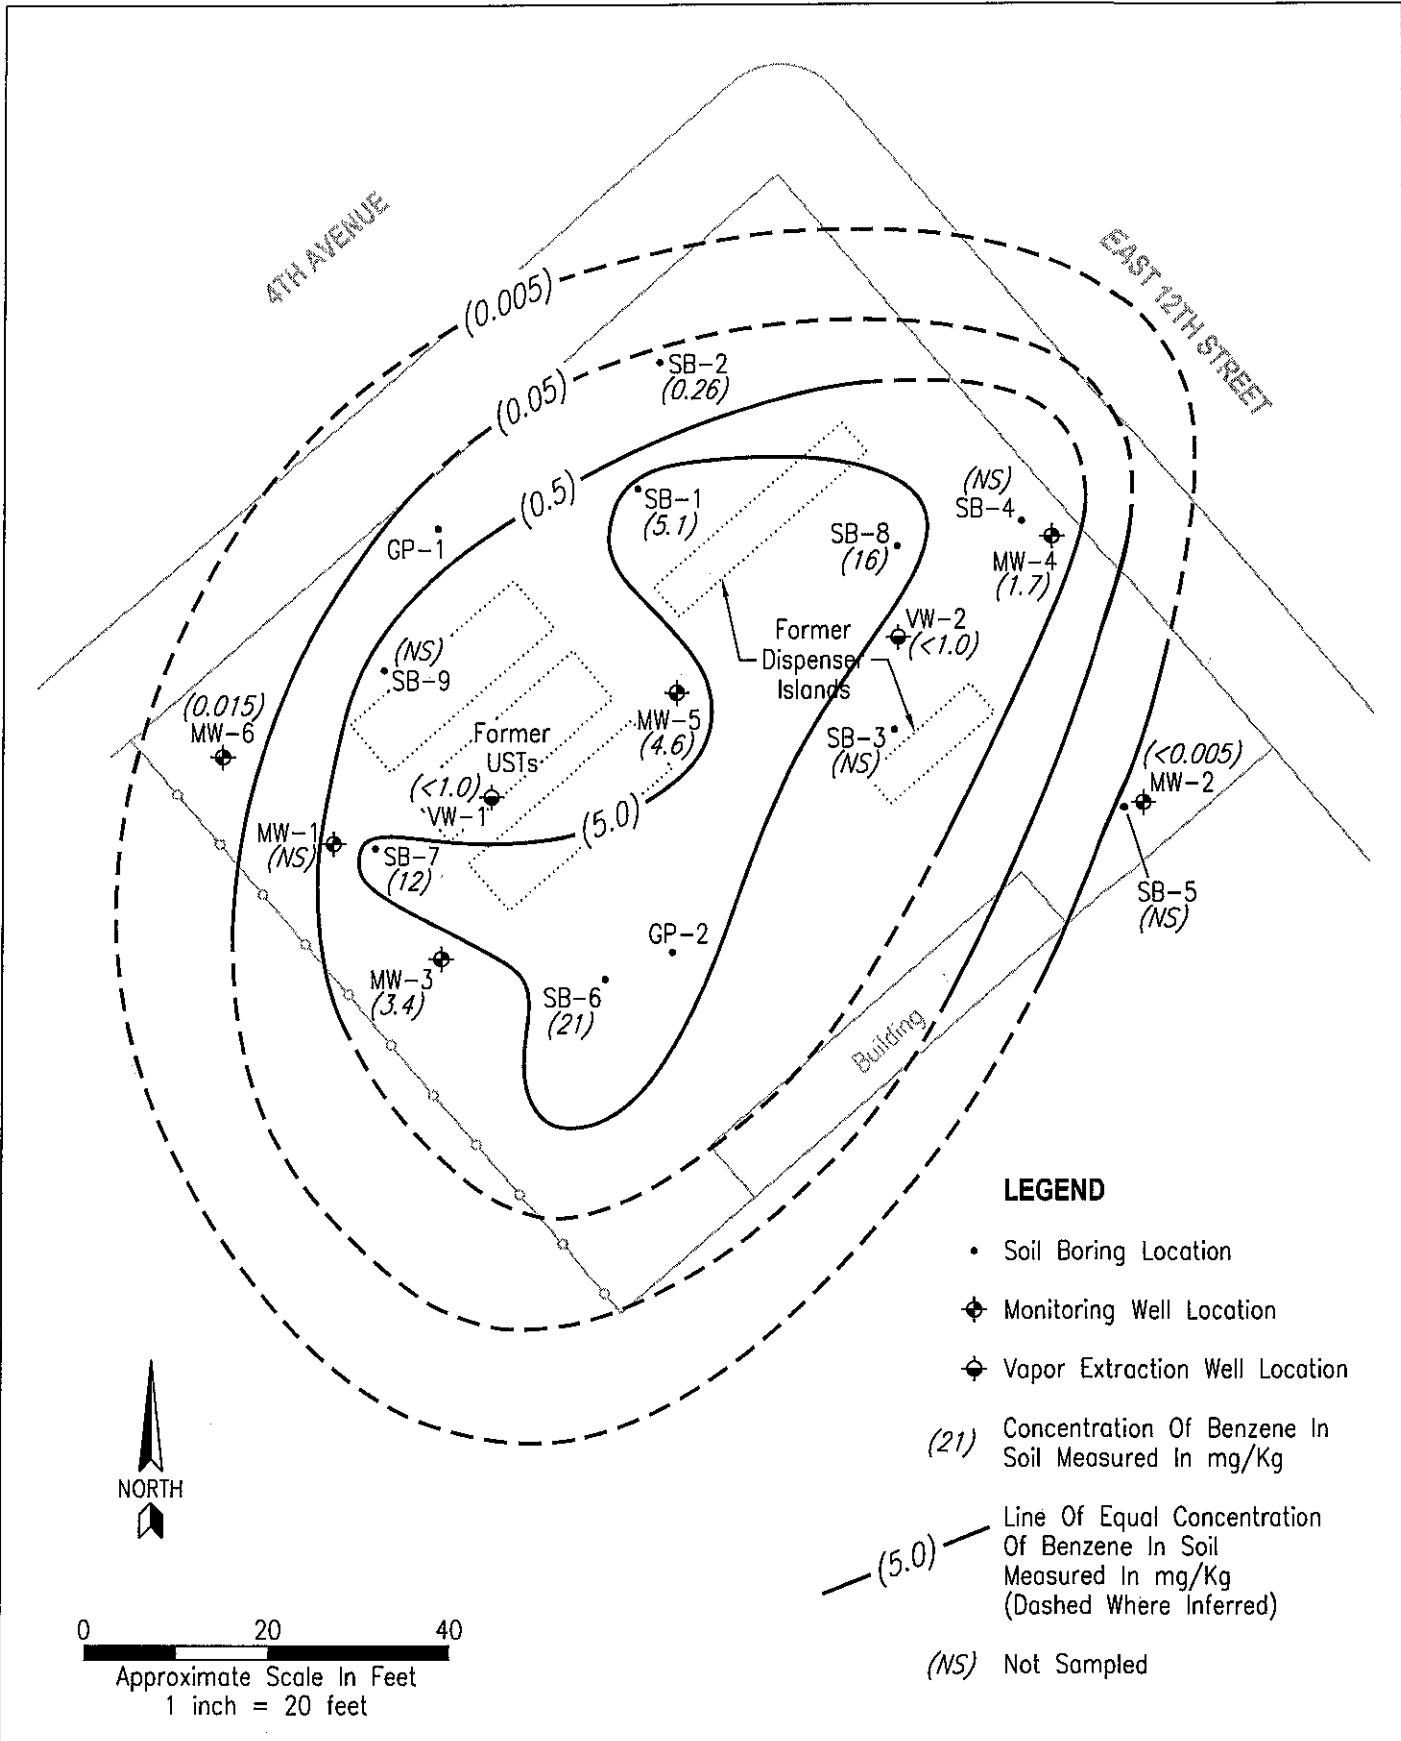 4TH AVENUE
EAST 12TH STREET
(0.005)
(0.05)
(0.5)
SB-2
(0.26)
SB-1
(5.1)
GP-1
SB-8
(16)
(NS)
SB-4
MW-4
(1.7)
VW-2
(<1.0)
Former
Dispenser
Islands
(NS)
SB-9
(0.015)
MW-6
MW-5
(4.6)
Former
USTs
(<1.0)
VW-1
SB-3
(NS)
(<0.005)
MW-2
(5.0)
MW-1
(NS)
SB-7
(12)
SB-5
(NS)
GP-2
MW-3
(3.4)
SB-6
(21)
Building
LEGEND
Soil Boring Location
Monitoring Well Location
Vapor Extraction Well Location
(21) Concentration Of Benzene In
Soil Measured In mg/Kg
(5.0)
Line Of Equal Concentration
Of Benzene In Soil
Measured In mg/Kg
(Dashed Where Inferred)
(NS) Not Sampled
NORTH
0 20 40
Approximate Scale In Feet
1 inch = 20 feet